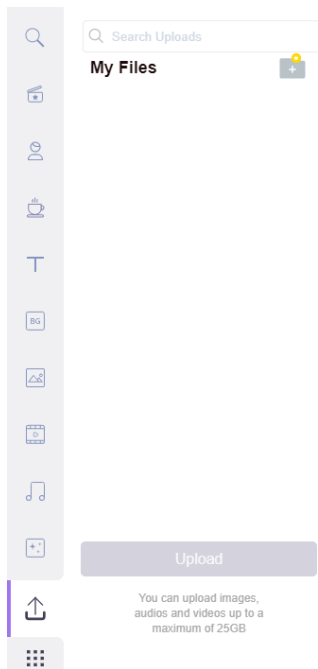 Search Uploads
My Files
BG
Upload
You can upload images,
audios and videos up to a
maximum of 25GB